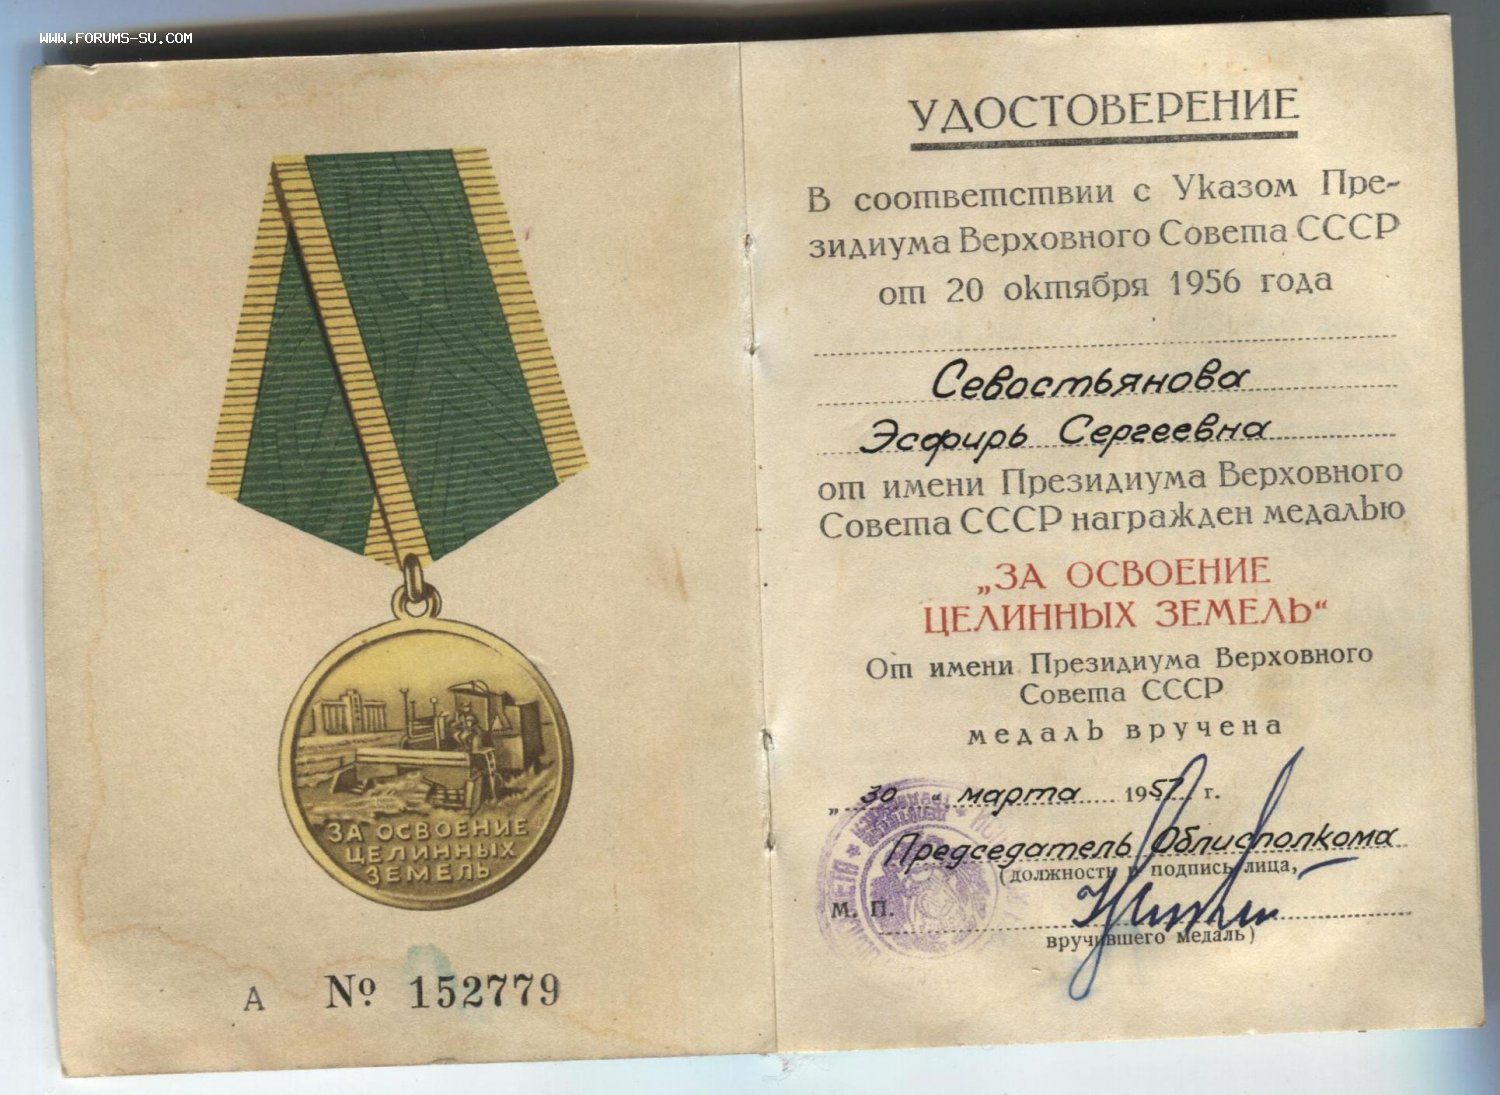 WWW.FORUMS-SU.COM
ЗА ОСВОЕНИЕ
ЦЕЛИННЫХ
ЗЕМЕЛЬ
А № 152779
УДОСТОВЕРЕНИЕ
В соответствии с Указом Пре-
зидиума Верховного Совета СССР
от 20 октября 1956 года
Севостьянова
Эсфирь Сергеевна
от имени Президиума Верховного
Совета СССР награжден медалью
„ЗА ОСВОЕНИЕ
ЦЕЛИННЫХ ЗЕМЕЛЬ“
От имени Президиума Верховного
Совета СССР
медаль вручена
„30“ марта 1957 г.
Председатель Облисполкома
(должность и подпись лица,
М. П.
вручившего медаль)